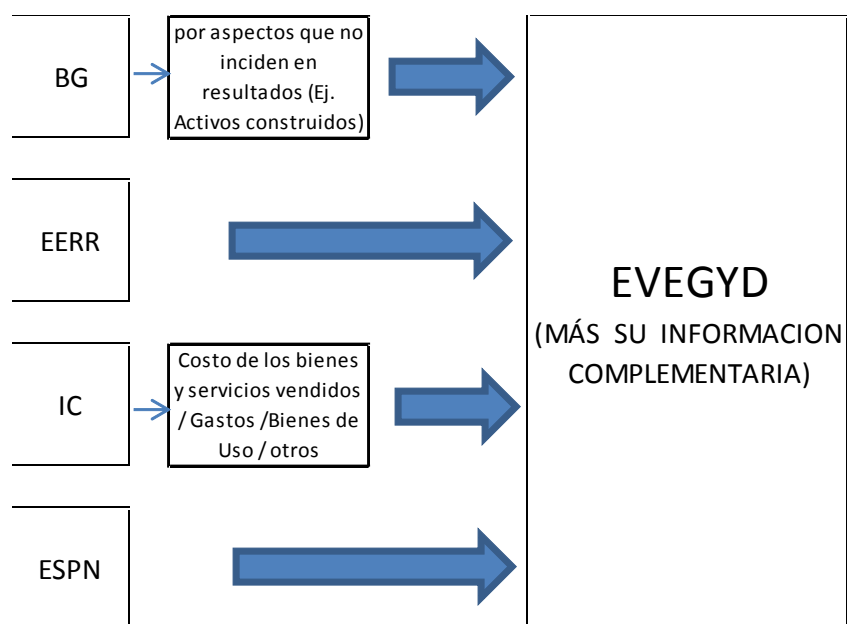 BG
por aspectos que no
inciden en
resultados (Ej.
Activos construidos)
EERR
EVEGYD
(MÁS SU INFORMACION
COMPLEMENTARIA)
IC
Costo de los bienes
y servicios vendidos
/ Gastos /Bienes de
Uso / otros
ESPN